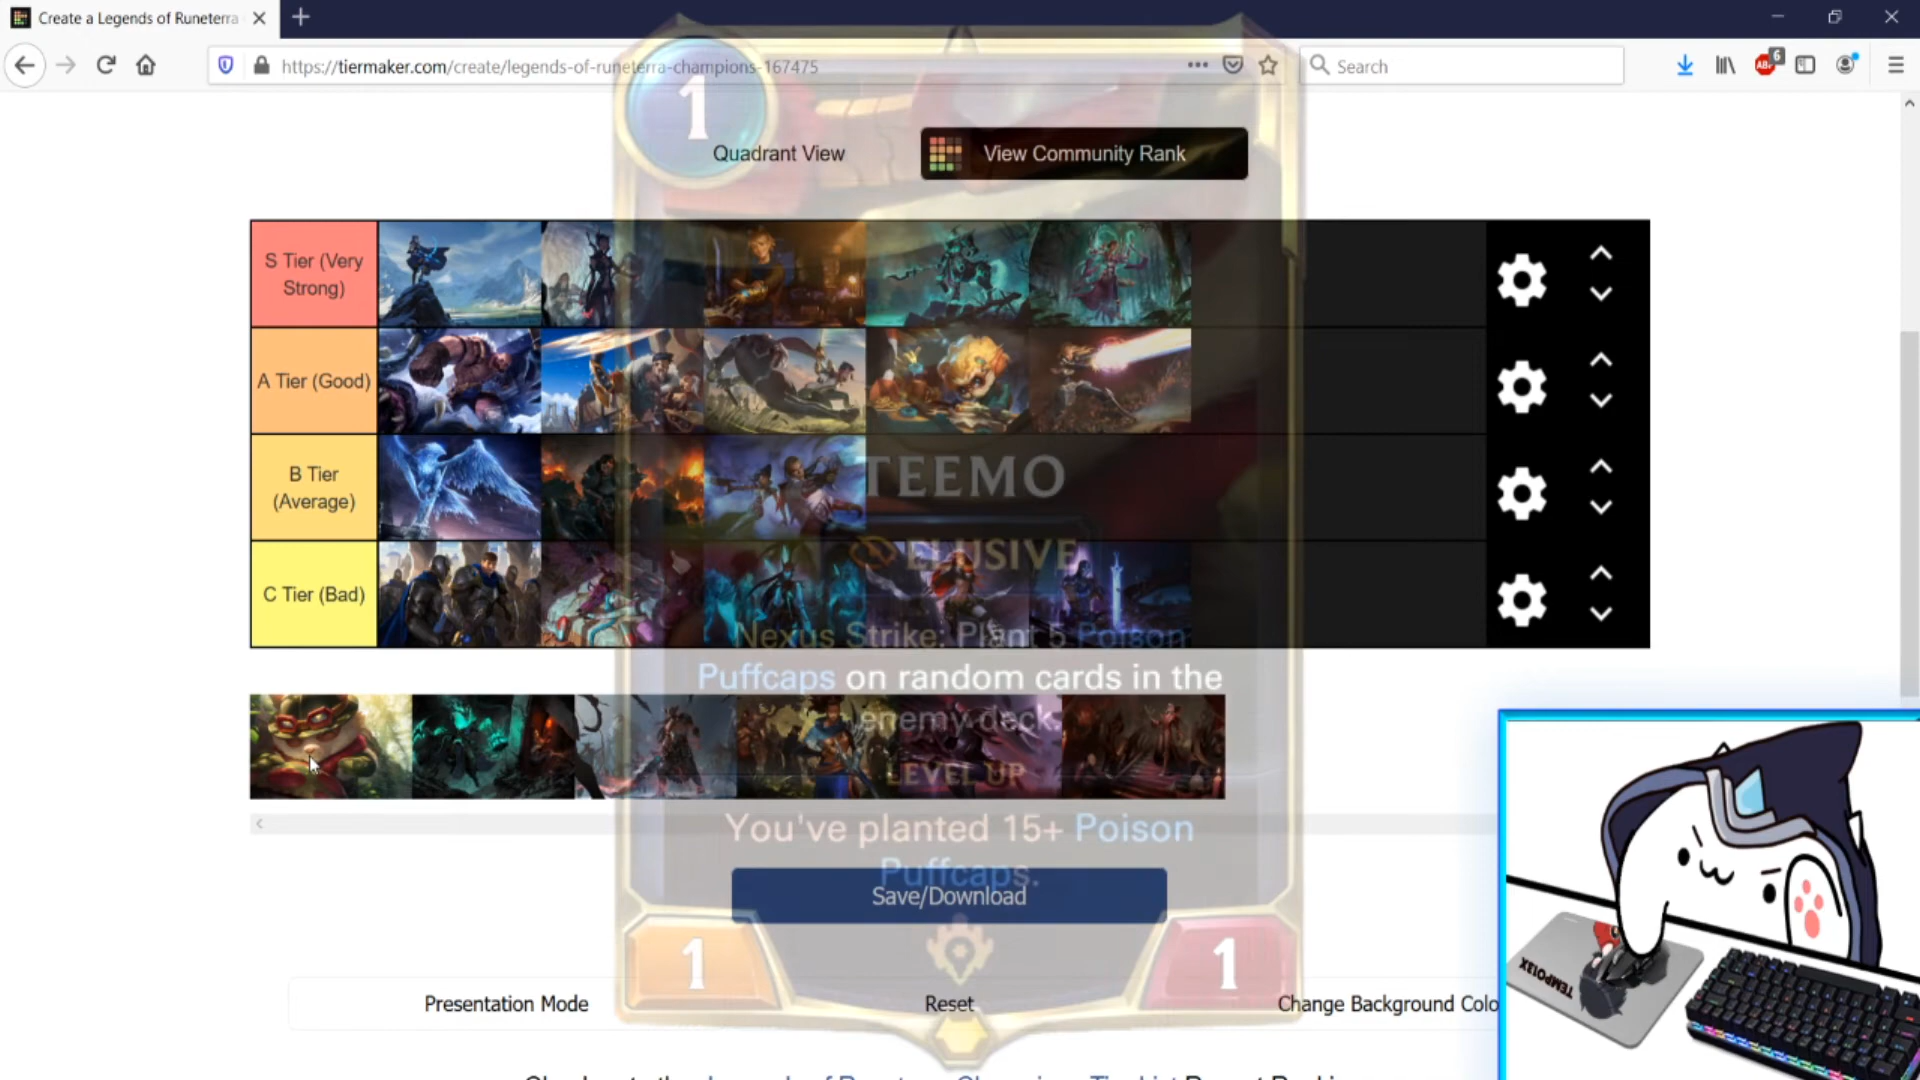 Create a Legends of Runeterra
https://tiermaker.com/create/legends-of-runeterra-champions-167475
Search
ABP
6
1
Quadrant View
View Community Rank
S Tier (Very
Strong)
A Tier (Good)
B Tier
(Average)
C Tier (Bad)
TEEMO
ELUSIVE
Nexus Strike: Plant 5 Poison
Puffcaps on random cards in the
enemy deck.
LEVEL UP
You've planted 15+ Poison
Puffcaps.
Save/Download
1
1
Presentation Mode
Reset
Change Background Colo
TEMPO13X